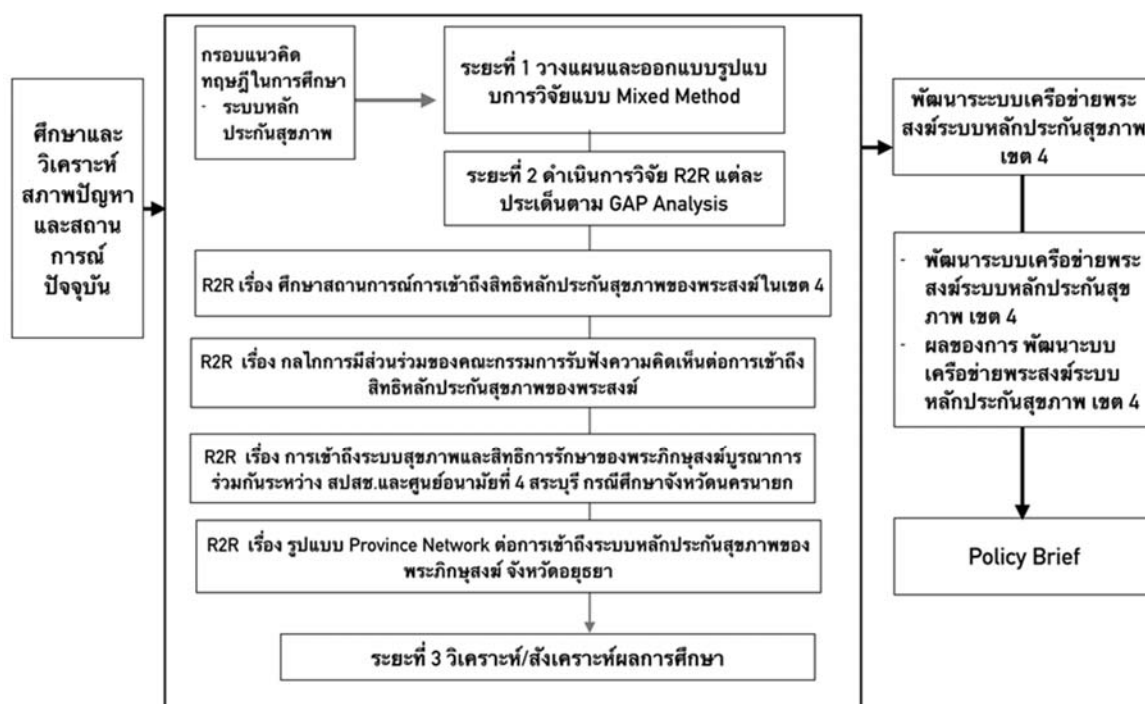 ศึกษาและ
วิเคราะห์
สภาพปัญหา
และสถาน
การณ์
ปัจจุบัน
กรอบแนวคิด
ทฤษฎีในการศึกษา
- ระบบหลัก
ประกันสุขภาพ
ระยะที่ 1 วางแผนและออกแบบรูปแบ
บการวิจัยแบบ Mixed Method
ระยะที่ 2 ดำเนินการวิจัย R2R แต่ละ
ประเด็นตาม GAP Analysis
R2R เรื่อง ศึกษาสถานการณ์การเข้าถึงสิทธิหลักประกันสุขภาพของพระสงฆ์ในเขต 4
R2R เรื่อง กลไกการมีส่วนร่วมของคณะกรรมการรับฟังความคิดเห็นต่อการเข้าถึง
สิทธิหลักประกันสุขภาพของพระสงฆ์
R2R เรื่อง การเข้าถึงระบบสุขภาพและสิทธิการรักษาของพระภิกษุสงฆ์บูรณาการ
ร่วมกันระหว่าง สปสช.และศูนย์อนามัยที่ 4 สระบุรี กรณีศึกษาจังหวัดนครนายก
R2R เรื่อง รูปแบบ Province Network ต่อการเข้าถึงระบบหลักประกันสุขภาพของ
พระภิกษุสงฆ์ จังหวัดอยุธยา
ระยะที่ 3 วิเคราะห์/สังเคราะห์ผลการศึกษา
พัฒนาระะบบเครือข่ายพระ
สงฆ์ระบบหลักประกันสุขภาพ
เขต 4
- พัฒนาระบบเครือข่ายพระ
สงฆ์ระบบหลักประกันสุข
ภาพ เขต 4
- ผลของการ พัฒนาะบบ
เครือข่ายพระสงฆ์ระบบ
หลักประกันสุขภาพ เขต 4
Policy Brief